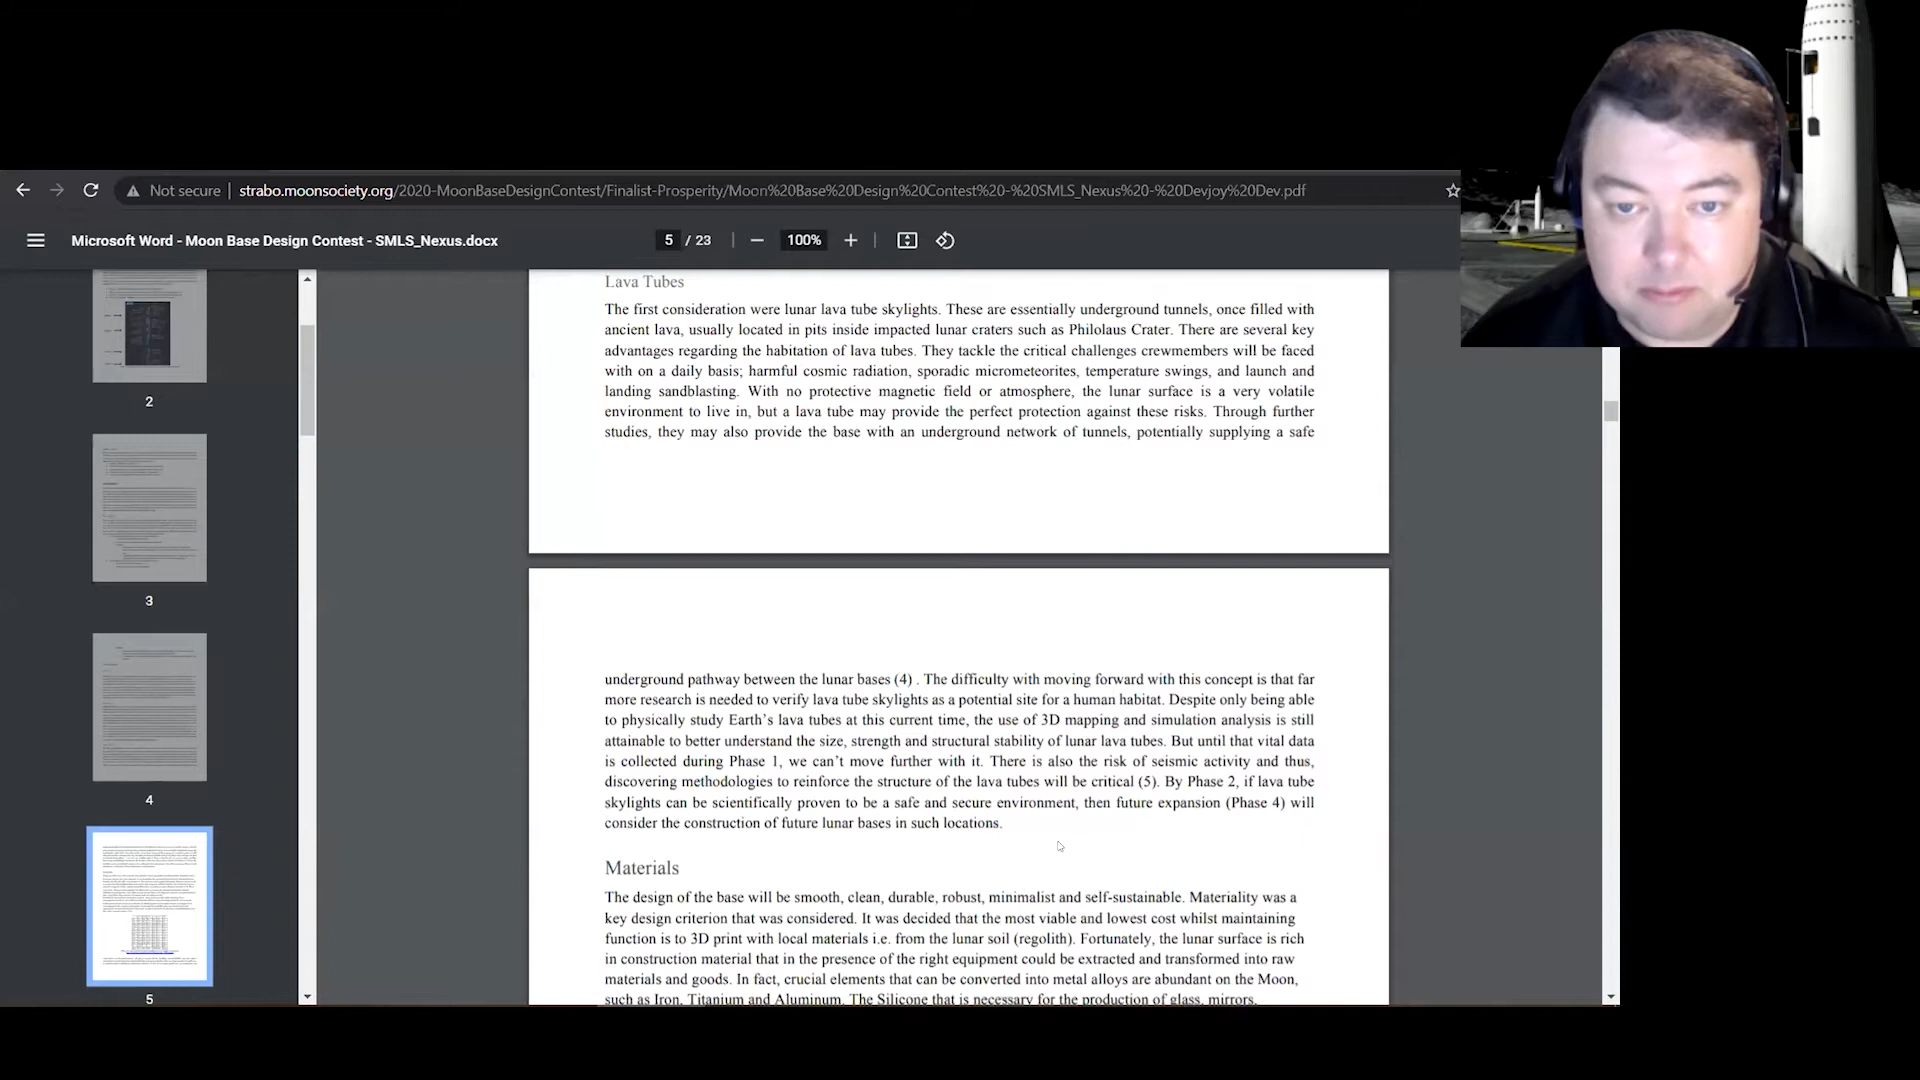 Not secure | strabo.moonsociety.org/2020-MoonBaseDesignContest/Finalist-Prosperity/Moon%20Base%20Design%20Contest%20-%20SMLS_Nexus%20-%20Devjoy%20Dev.pdf
Microsoft Word - Moon Base Design Contest - SMLS_Nexus.docx
5 / 23
100%
2
3
4
5
Lava Tubes
The first consideration were lunar lava tube skylights. These are essentially underground tunnels, once filled with
ancient lava, usually located in pits inside impacted lunar craters such as Philolaus Crater. There are several key
advantages regarding the habitation of lava tubes. They tackle the critical challenges crewmembers will be faced
with on a daily basis; harmful cosmic radiation, sporadic micrometeorites, temperature swings, and launch and
landing sandblasting. With no protective magnetic field or atmosphere, the lunar surface is a very volatile
environment to live in, but a lava tube may provide the perfect protection against these risks. Through further
studies, they may also provide the base with an underground network of tunnels, potentially supplying a safe
underground pathway between the lunar bases (4) . The difficulty with moving forward with this concept is that far
more research is needed to verify lava tube skylights as a potential site for a human habitat. Despite only being able
to physically study Earth's lava tubes at this current time, the use of 3D mapping and simulation analysis is still
attainable to better understand the size, strength and structural stability of lunar lava tubes. But until that vital data
is collected during Phase 1, we can't move further with it. There is also the risk of seismic activity and thus,
discovering methodologies to reinforce the structure of the lava tubes will be critical (5). By Phase 2, if lava tube
skylights can be scientifically proven to be a safe and secure environment, then future expansion (Phase 4) will
consider the construction of future lunar bases in such locations.
Materials
The design of the base will be smooth, clean, durable, robust, minimalist and self-sustainable. Materiality was a
key design criterion that was considered. It was decided that the most viable and lowest cost whilst maintaining
function is to 3D print with local materials i.e. from the lunar soil (regolith). Fortunately, the lunar surface is rich
in construction material that in the presence of the right equipment could be extracted and transformed into raw
materials and goods. In fact, crucial elements that can be converted into metal alloys are abundant on the Moon,
such as Iron, Titanium and Aluminum. The Silicone that is necessary for the production of glass, mirrors,